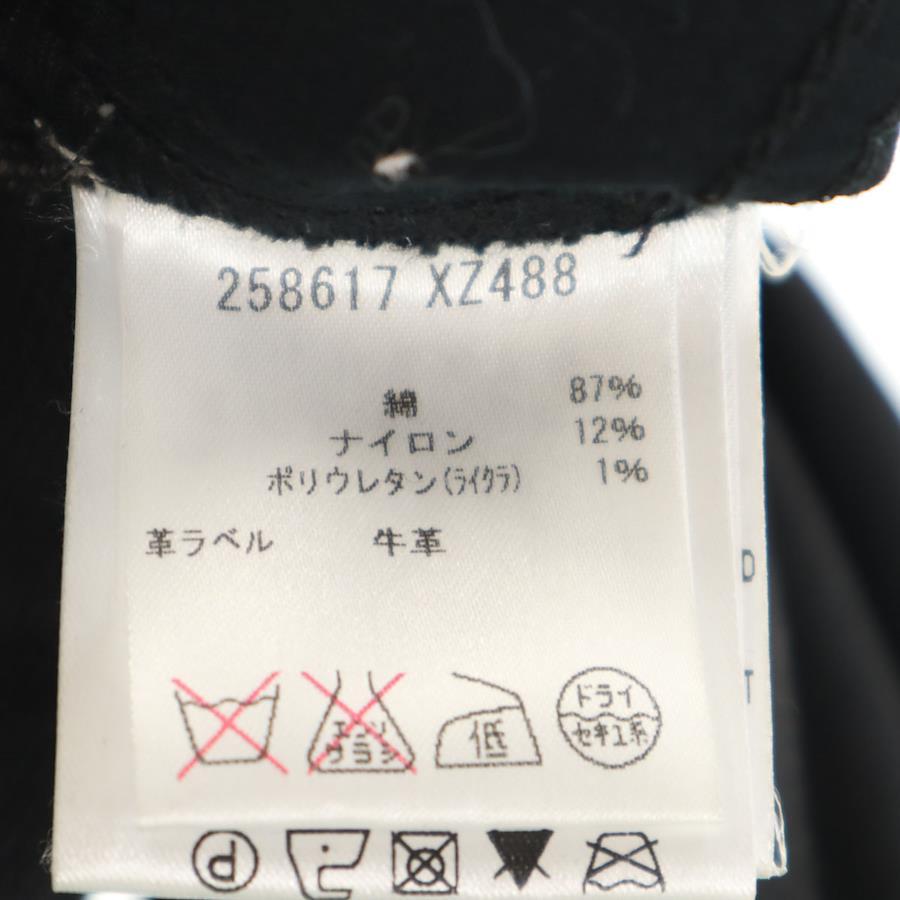 258617 XZ488
綿 87%
ナイロン 12%
ポリウレタン(ライクラ) 1%
革ラベル 牛革
D
T
エンソ
サラシ
低
ドライ
セキユ系
P